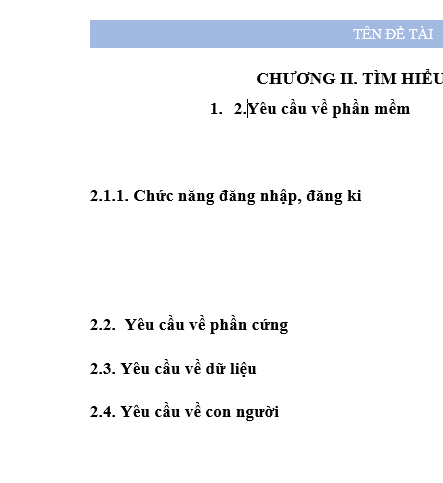 TÊN ĐỀ TÀI
CHƯƠNG II. TÌM HIỂU
1. 2.Yêu cầu về phần mềm
2.1.1. Chức năng đăng nhập, đăng kí
2.2. Yêu cầu về phần cứng
2.3. Yêu cầu về dữ liệu
2.4. Yêu cầu về con người